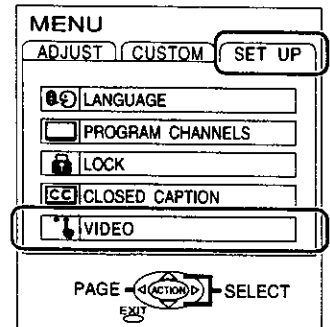 MENU
ADJUST CUSTOM SET UP
LANGUAGE
PROGRAM CHANNELS
LOCK
CC CLOSED CAPTION
VIDEO
PAGE ACTION SELECT
EXIT